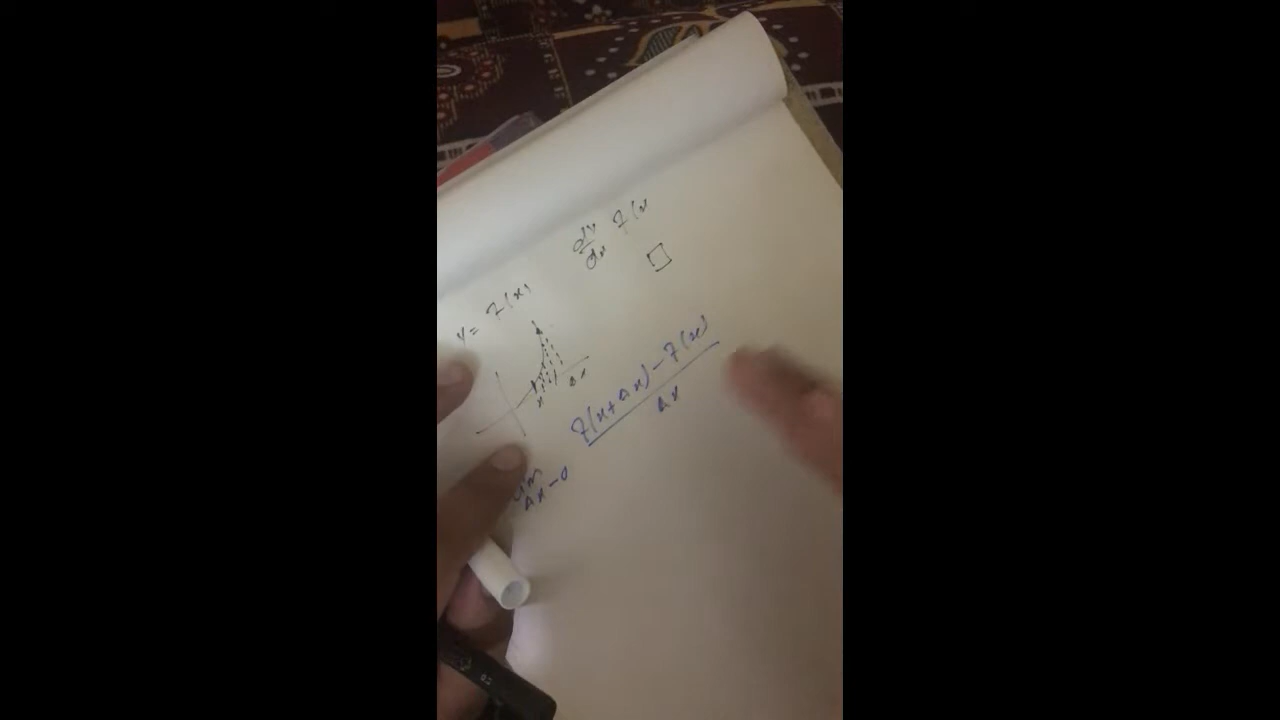 dy/dx f(x
y = f(x)
x Δx
f(x+Δx) - f(x)
Δx
lim
Δx-0